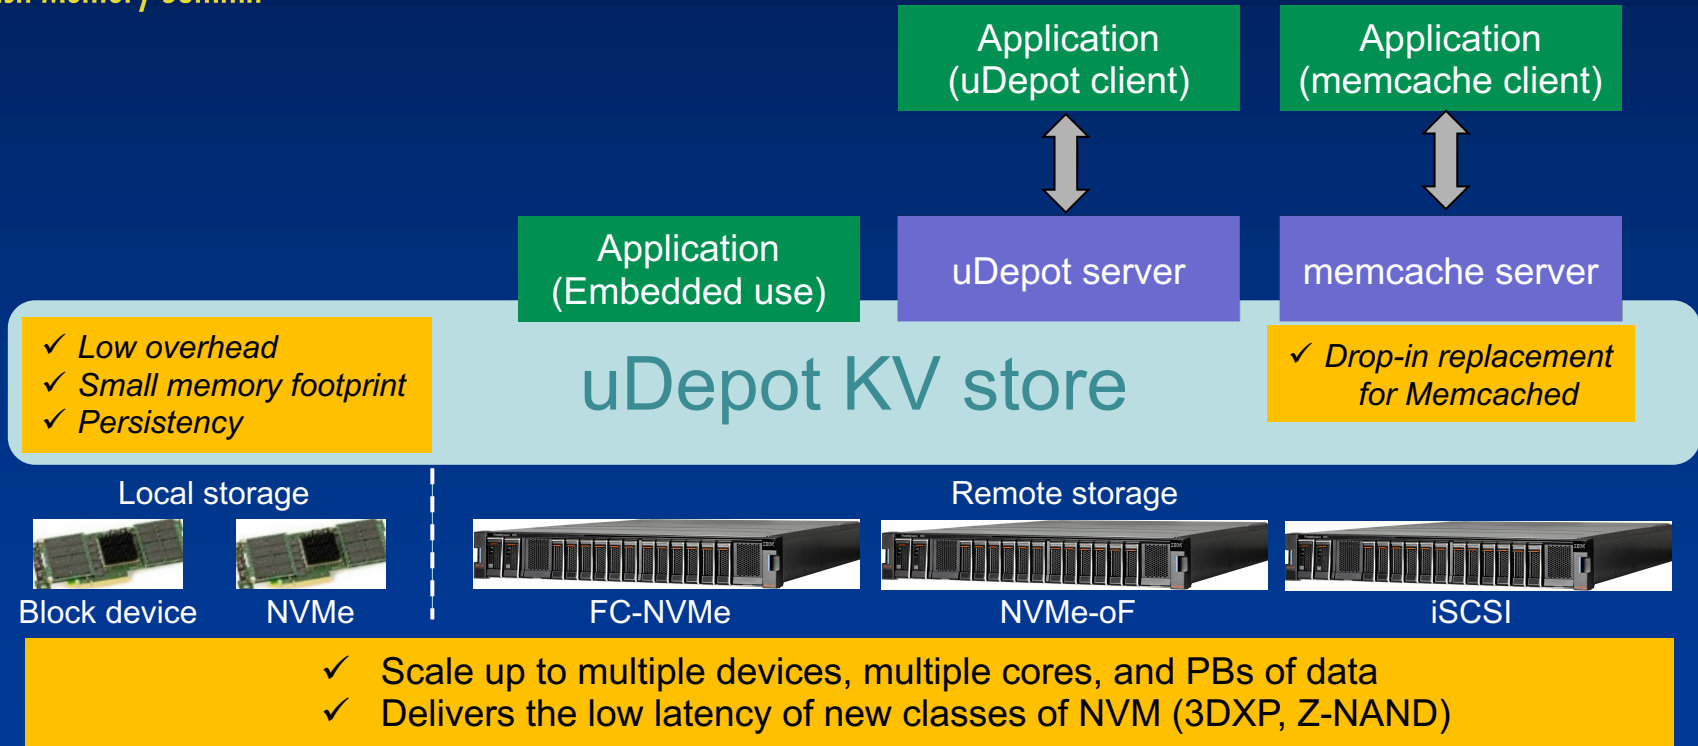 Application
(uDepot client)
Application
(memcache client)
Application
(Embedded use)
uDepot server
memcache server
✓ Low overhead
✓ Small memory footprint
✓ Persistency
uDepot KV store
✓ Drop-in replacement
for Memcached
Local storage
Remote storage
Block device
NVMe
FC-NVMe
NVMe-oF
iSCSI
✓ Scale up to multiple devices, multiple cores, and PBs of data
✓ Delivers the low latency of new classes of NVM (3DXP, Z-NAND)